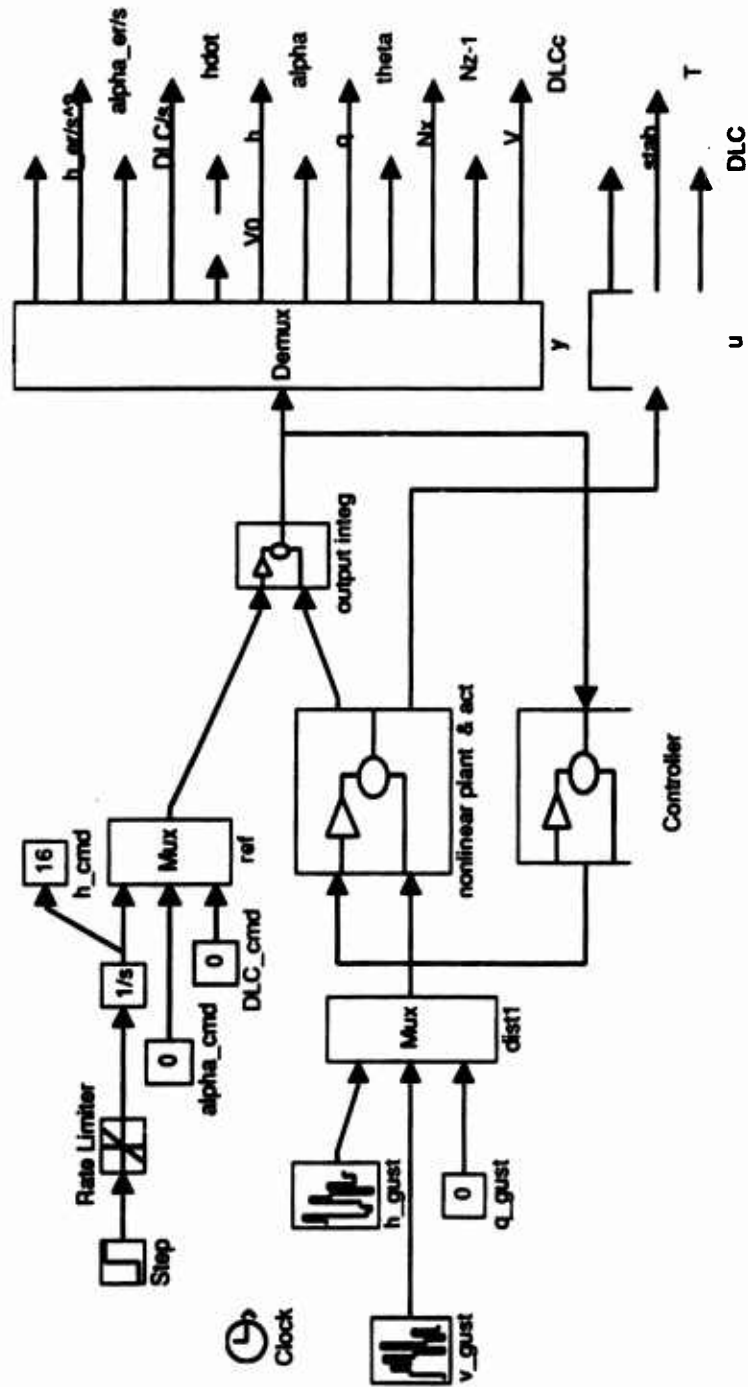 Clock
Step
Rate Limiter
1/s
16
h_cmd
0
alpha_cmd
0
DLC_cmd
Mux
ref
v_gust
h_gust
0
q_gust
Mux
dist1
nonlinear plant & act
Controller
output integ
Demux
y
u
h_er/s^2
alpha_er/s
DLC/s
hdot
V0
h
alpha
q
theta
Nx
Nz-1
V
DLCc
stab
T
DLC